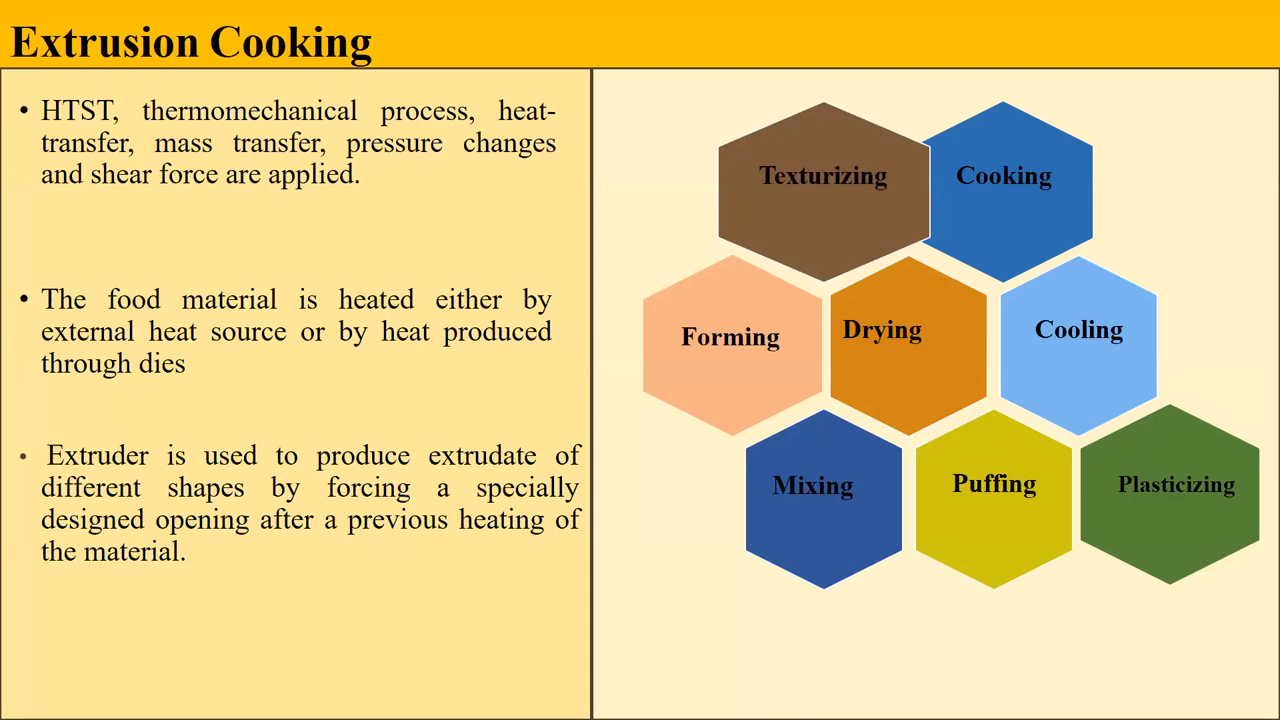 Extrusion Cooking
• HTST, thermomechanical process, heat-
transfer, mass transfer, pressure changes
and shear force are applied.
• The food material is heated either by
external heat source or by heat produced
through dies
• Extruder is used to produce extrudate of
different shapes by forcing a specially
designed opening after a previous heating of
the material.
Texturizing
Cooking
Forming
Drying
Cooling
Mixing
Puffing
Plasticizing